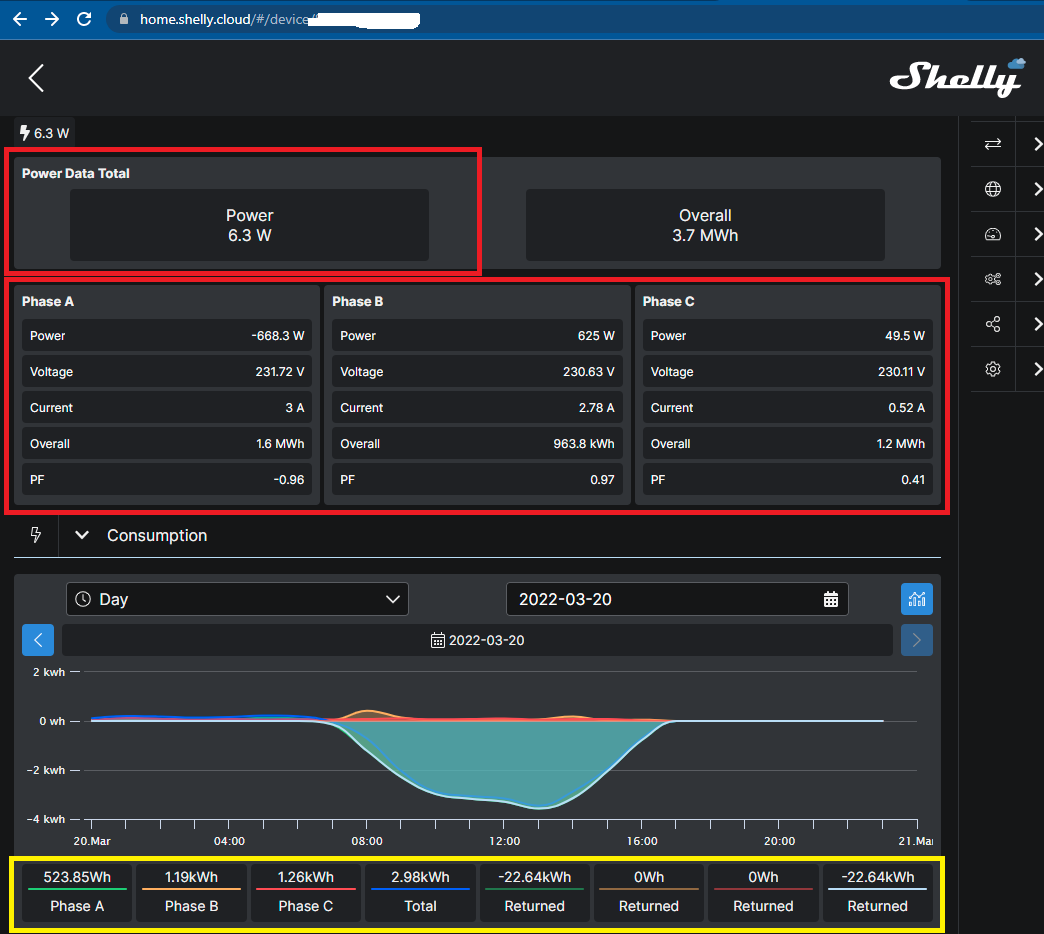 home.shelly.cloud/#/device
Shelly
6.3 W
Power Data Total
Power
6.3 W
Overall
3.7 MWh
Phase A
Power -668.3 W
Voltage 231.72 V
Current 3 A
Overall 1.6 MWh
PF -0.96
Phase B
Power 625 W
Voltage 230.63 V
Current 2.78 A
Overall 963.8 kWh
PF 0.97
Phase C
Power 49.5 W
Voltage 230.11 V
Current 0.52 A
Overall 1.2 MWh
PF 0.41
Consumption
Day
2022-03-20
2022-03-20
2 kwh
0 wh
-2 kwh
-4 kwh
20.Mar 04:00 08:00 12:00 16:00 20:00 21.Mar
523.85Wh 1.19kWh 1.26kWh 2.98kWh -22.64kWh 0Wh 0Wh -22.64kWh
Phase A Phase B Phase C Total Returned Returned Returned Returned